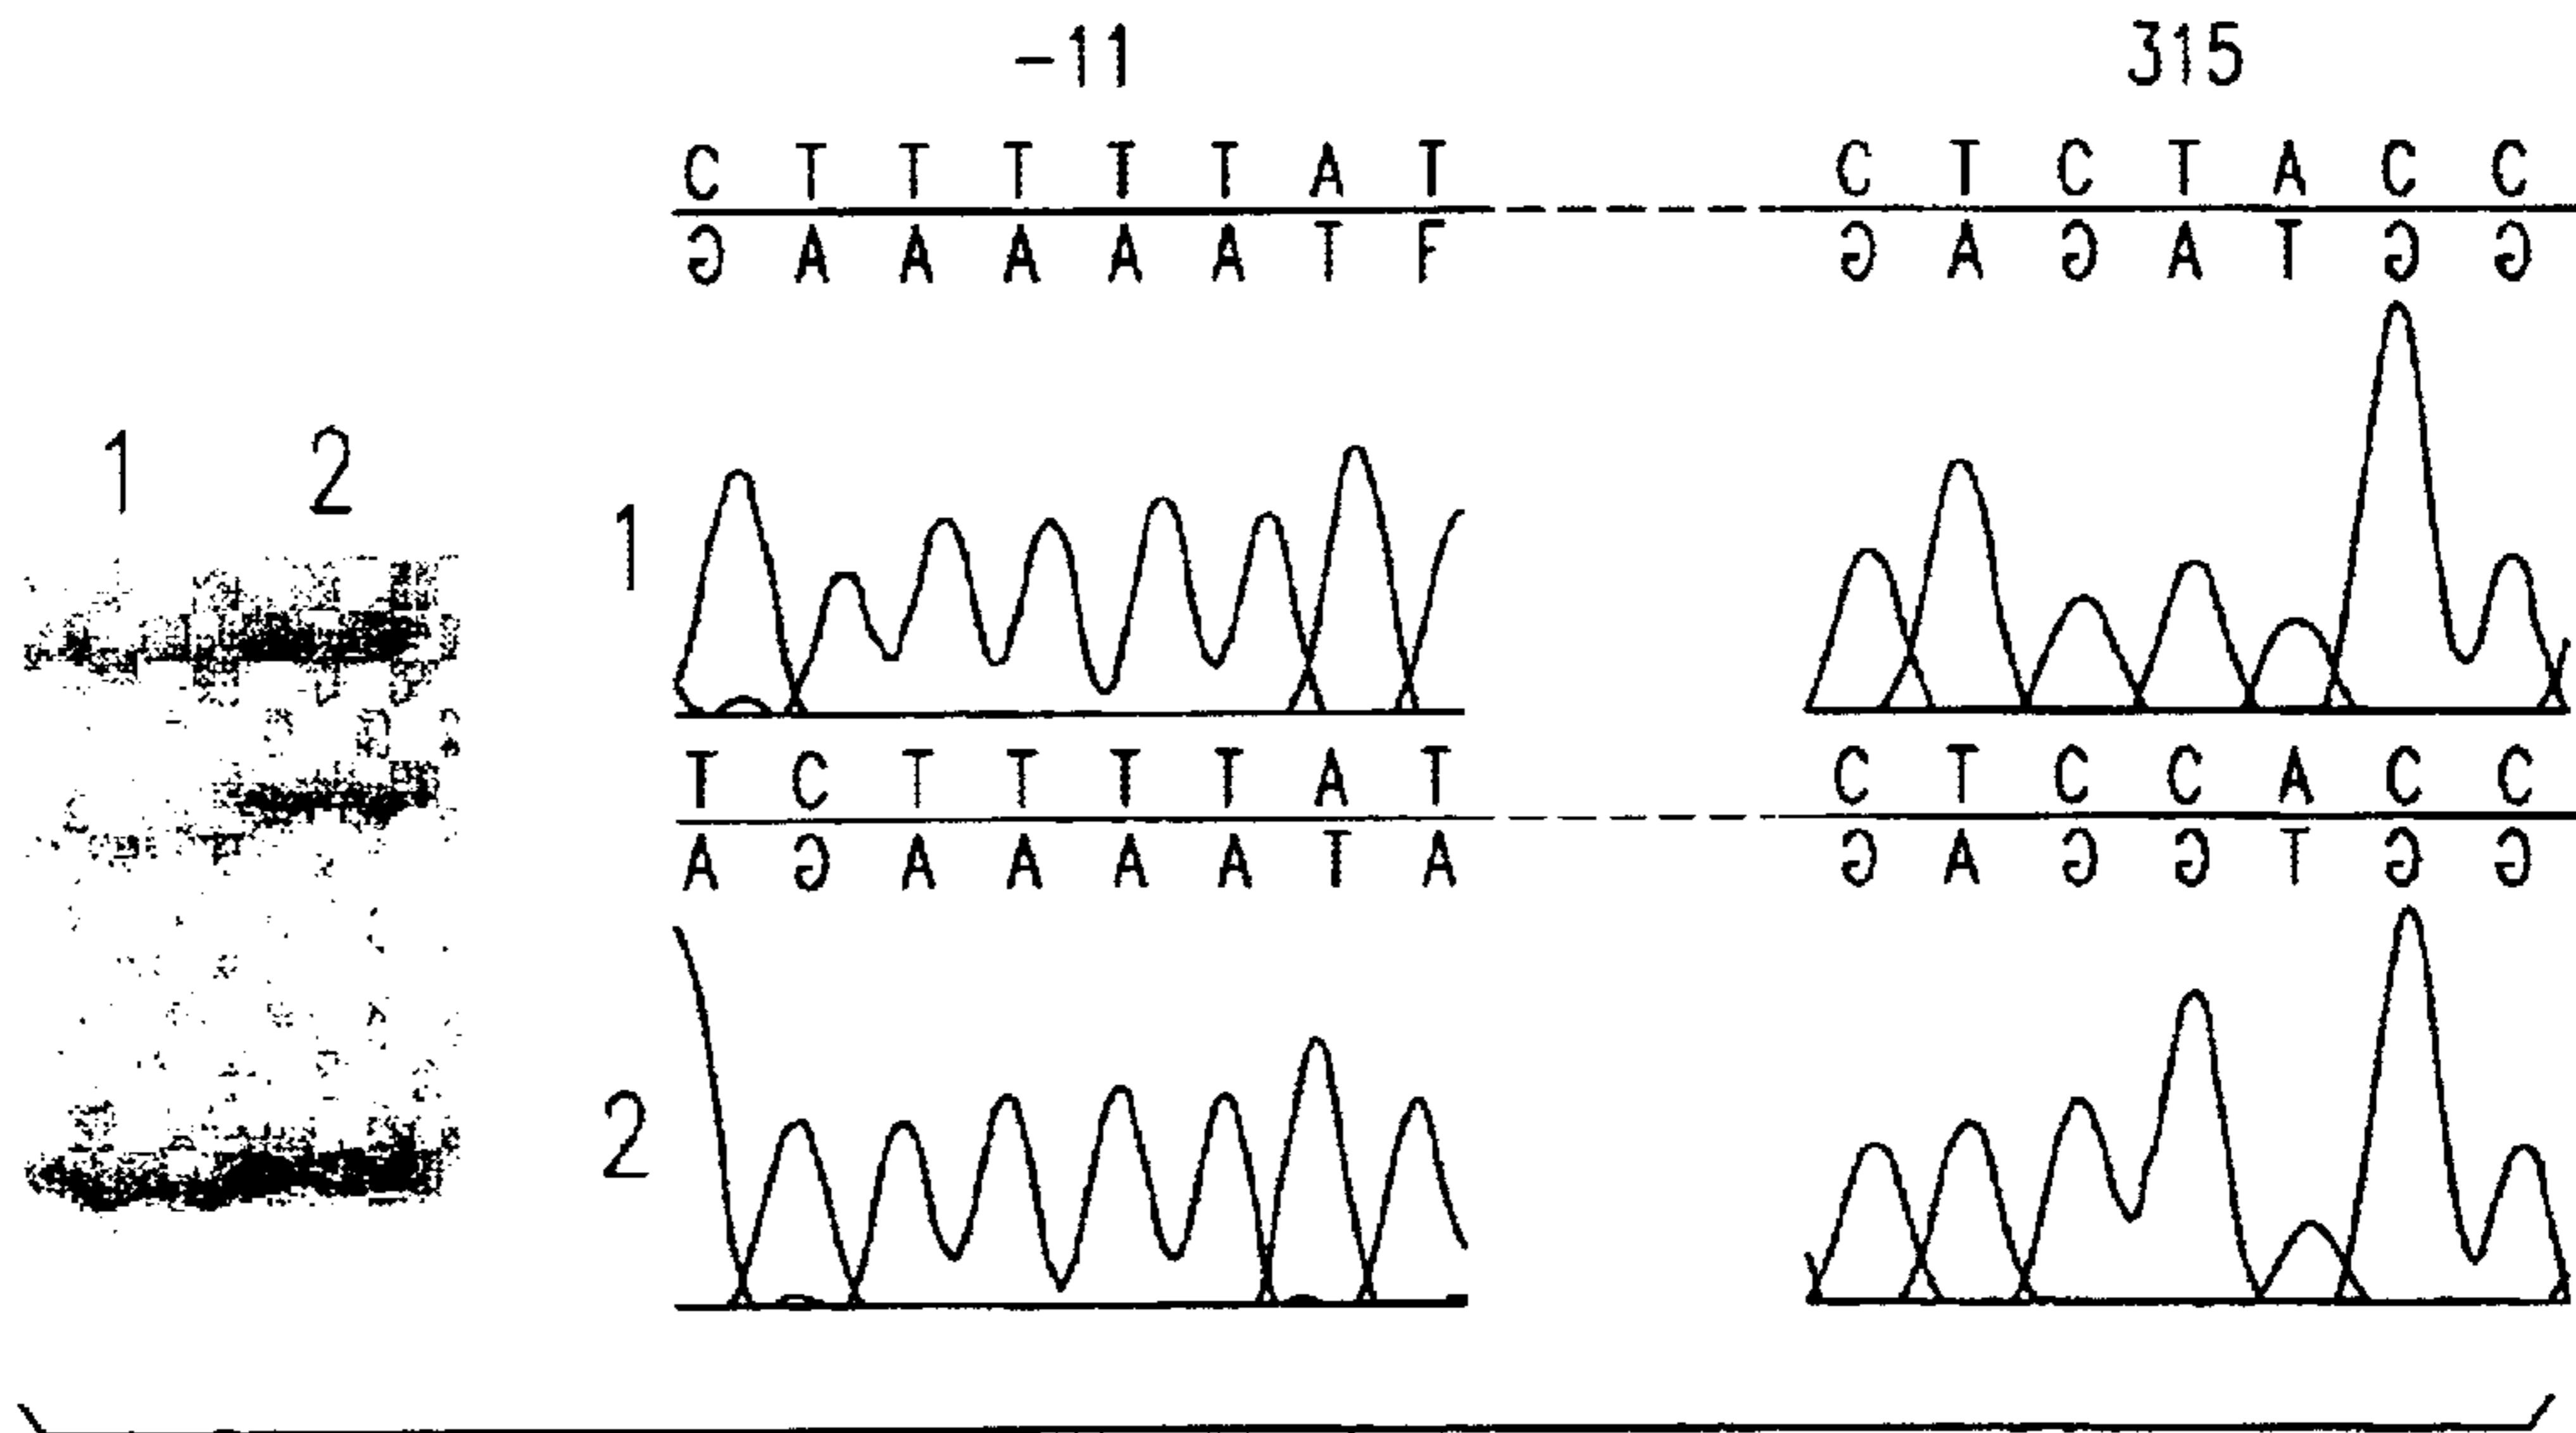 -11 315
C T T T T T A T C T C T A C C
G A A A A A T F G A G A T G G
1 2
1
T C T T T T A T C T C C A C C
A G A A A A T A G A G G T G G
2